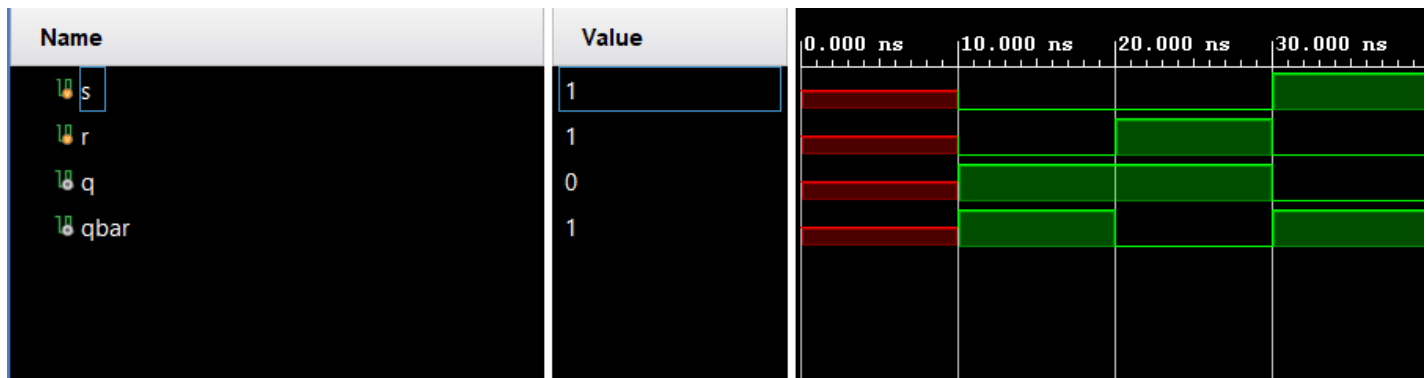 Name Value 0.000 ns 10.000 ns 20.000 ns 30.000 ns
s 1
r 1
q 0
qbar 1